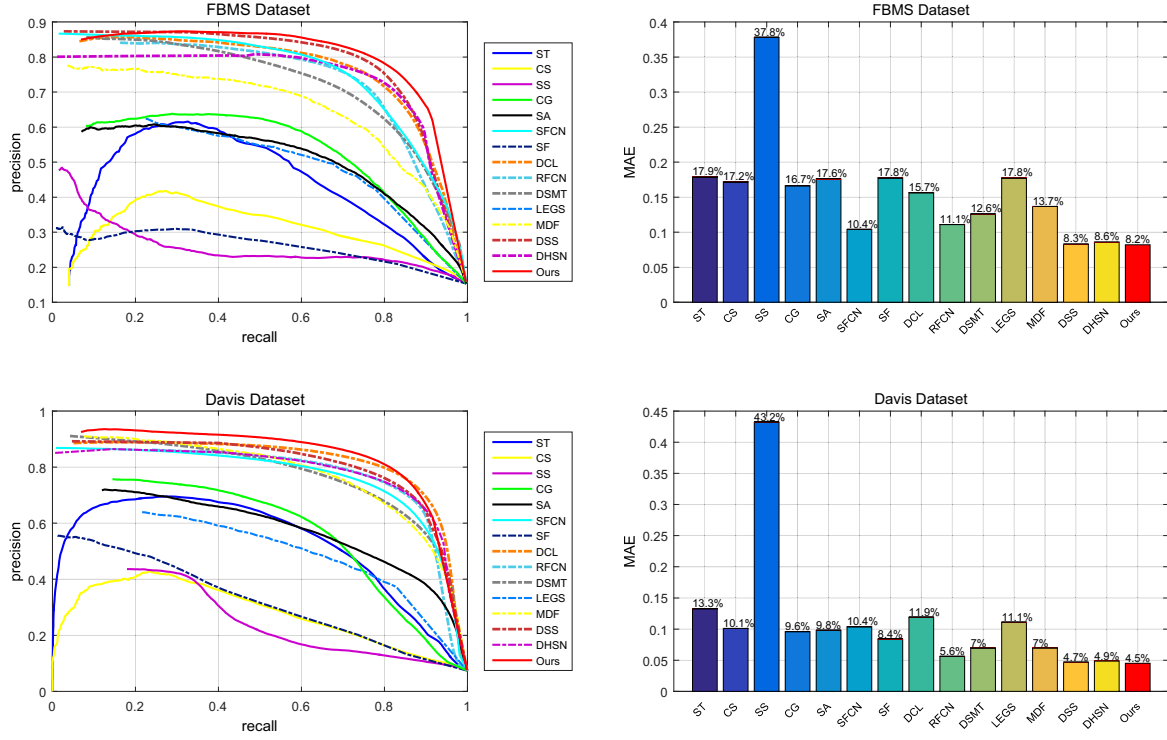 FBMS Dataset
precision
0.9
0.8
0.7
0.6
0.5
0.4
0.3
0.2
0.1
0 0.2 0.4 0.6 0.8 1
recall
ST
CS
SS
CG
SA
SFCN
SF
DCL
RFCN
DSMT
LEGS
MDF
DSS
DHSN
Ours
FBMS Dataset
MAE
0.4
0.35
0.3
0.25
0.2
0.15
0.1
0.05
0
17.9% 17.2% 37.8% 16.7% 17.6% 10.4% 17.8% 15.7% 11.1% 12.6% 17.8% 13.7% 8.3% 8.6% 8.2%
ST CS SS CG SA SFCN SF DCL RFCN DSMT LEGS MDF DSS DHSN Ours
Davis Dataset
precision
1
0.8
0.6
0.4
0.2
0
0 0.2 0.4 0.6 0.8 1
recall
ST
CS
SS
CG
SA
SFCN
SF
DCL
RFCN
DSMT
LEGS
MDF
DSS
DHSN
Ours
Davis Dataset
MAE
0.45
0.4
0.35
0.3
0.25
0.2
0.15
0.1
0.05
0
13.3% 10.1% 43.2% 9.6% 9.8% 10.4% 8.4% 11.9% 5.6% 7% 11.1% 7% 4.7% 4.9% 4.5%
ST CS SS CG SA SFCN SF DCL RFCN DSMT LEGS MDF DSS DHSN Ours